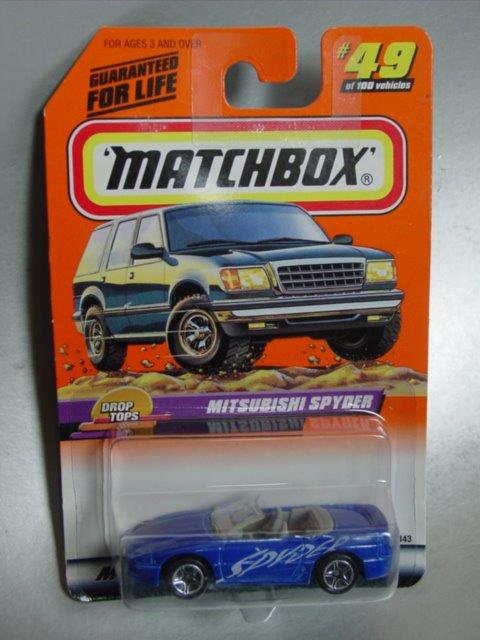 FOR AGES 3 AND OVER
GUARANTEED
FOR LIFE
#49
of 100 vehicles
'MATCHBOX'®
DROP
TOPS
MITSUBISHI SPYDER
SPYDER